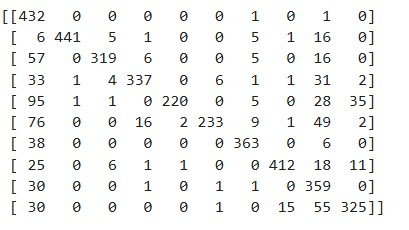 [[432 0 0 0 0 0 1 0 1 0]
[ 6 441 5 1 0 0 5 1 16 0]
[ 57 0 319 6 0 0 5 0 16 0]
[ 33 1 4 337 0 6 1 1 31 2]
[ 95 1 1 0 220 0 5 0 28 35]
[ 76 0 0 16 2 233 9 1 49 2]
[ 38 0 0 0 0 0 363 0 6 0]
[ 25 0 6 1 1 0 0 412 18 11]
[ 30 0 0 1 0 1 1 0 359 0]
[ 30 0 0 0 0 1 0 15 55 325]]